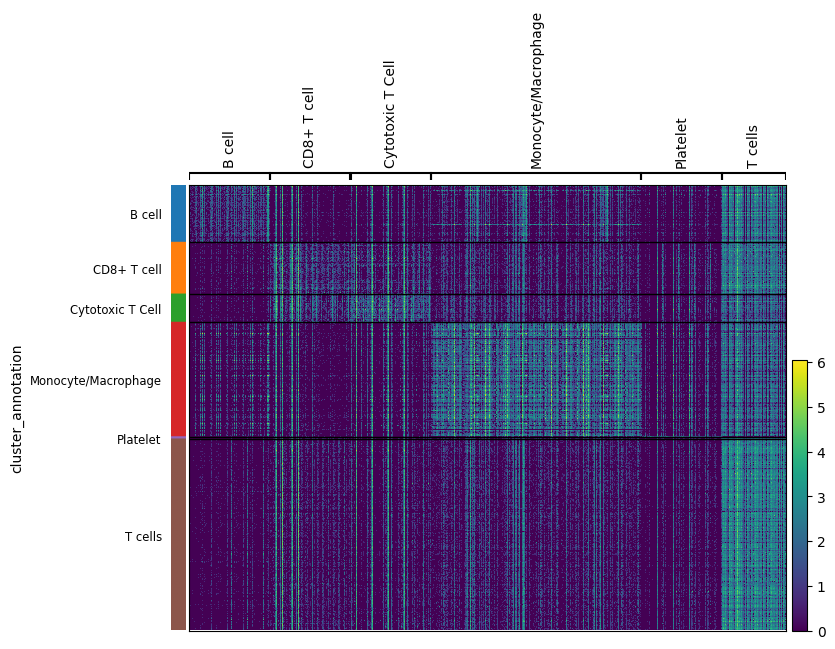 B cell
CD8+ T cell
Cytotoxic T Cell
Monocyte/Macrophage
Platelet
T cells
cluster_annotation
B cell
CD8+ T cell
Cytotoxic T Cell
Monocyte/Macrophage
Platelet
T cells
6
5
4
3
2
1
0